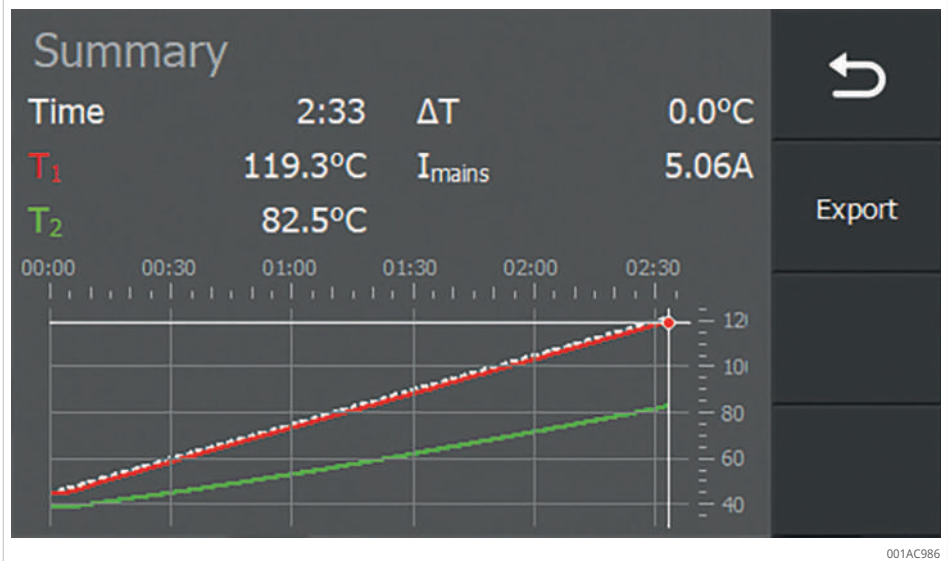 Summary
Time 2:33 ΔT 0.0°C
T1 119.3°C Imains 5.06A
T2 82.5°C
Export
00:00 00:30 01:00 01:30 02:00 02:30
80
60
40
001AC986